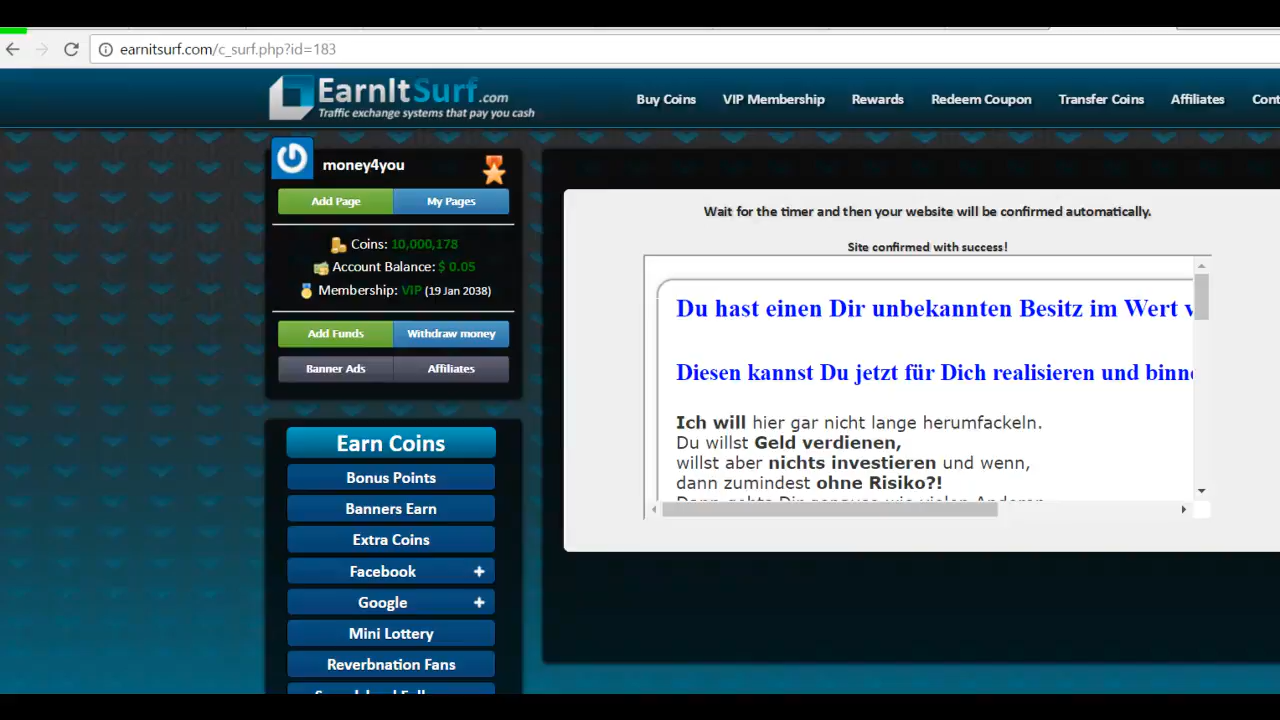 earnitsurf.com/c_surf.php?id=183
EarnItSurf.com
Traffic exchange systems that pay you cash
Buy Coins VIP Membership Rewards Redeem Coupon Transfer Coins Affiliates
money4you
Add Page My Pages
Coins: 10,000,178
Account Balance: $ 0.05
Membership: VIP (19 Jan 2038)
Add Funds Withdraw money
Banner Ads Affiliates
Earn Coins
Bonus Points
Banners Earn
Extra Coins
Facebook +
Google +
Mini Lottery
Reverbnation Fans
Wait for the timer and then your website will be confirmed automatically.
Site confirmed with success!
Du hast einen Dir unbekannten Besitz im Wert
Diesen kannst Du jetzt für Dich realisieren und
Ich will hier gar nicht lange herumfackeln.
Du willst Geld verdienen,
willst aber nichts investieren und wenn,
dann zumindest ohne Risiko?!